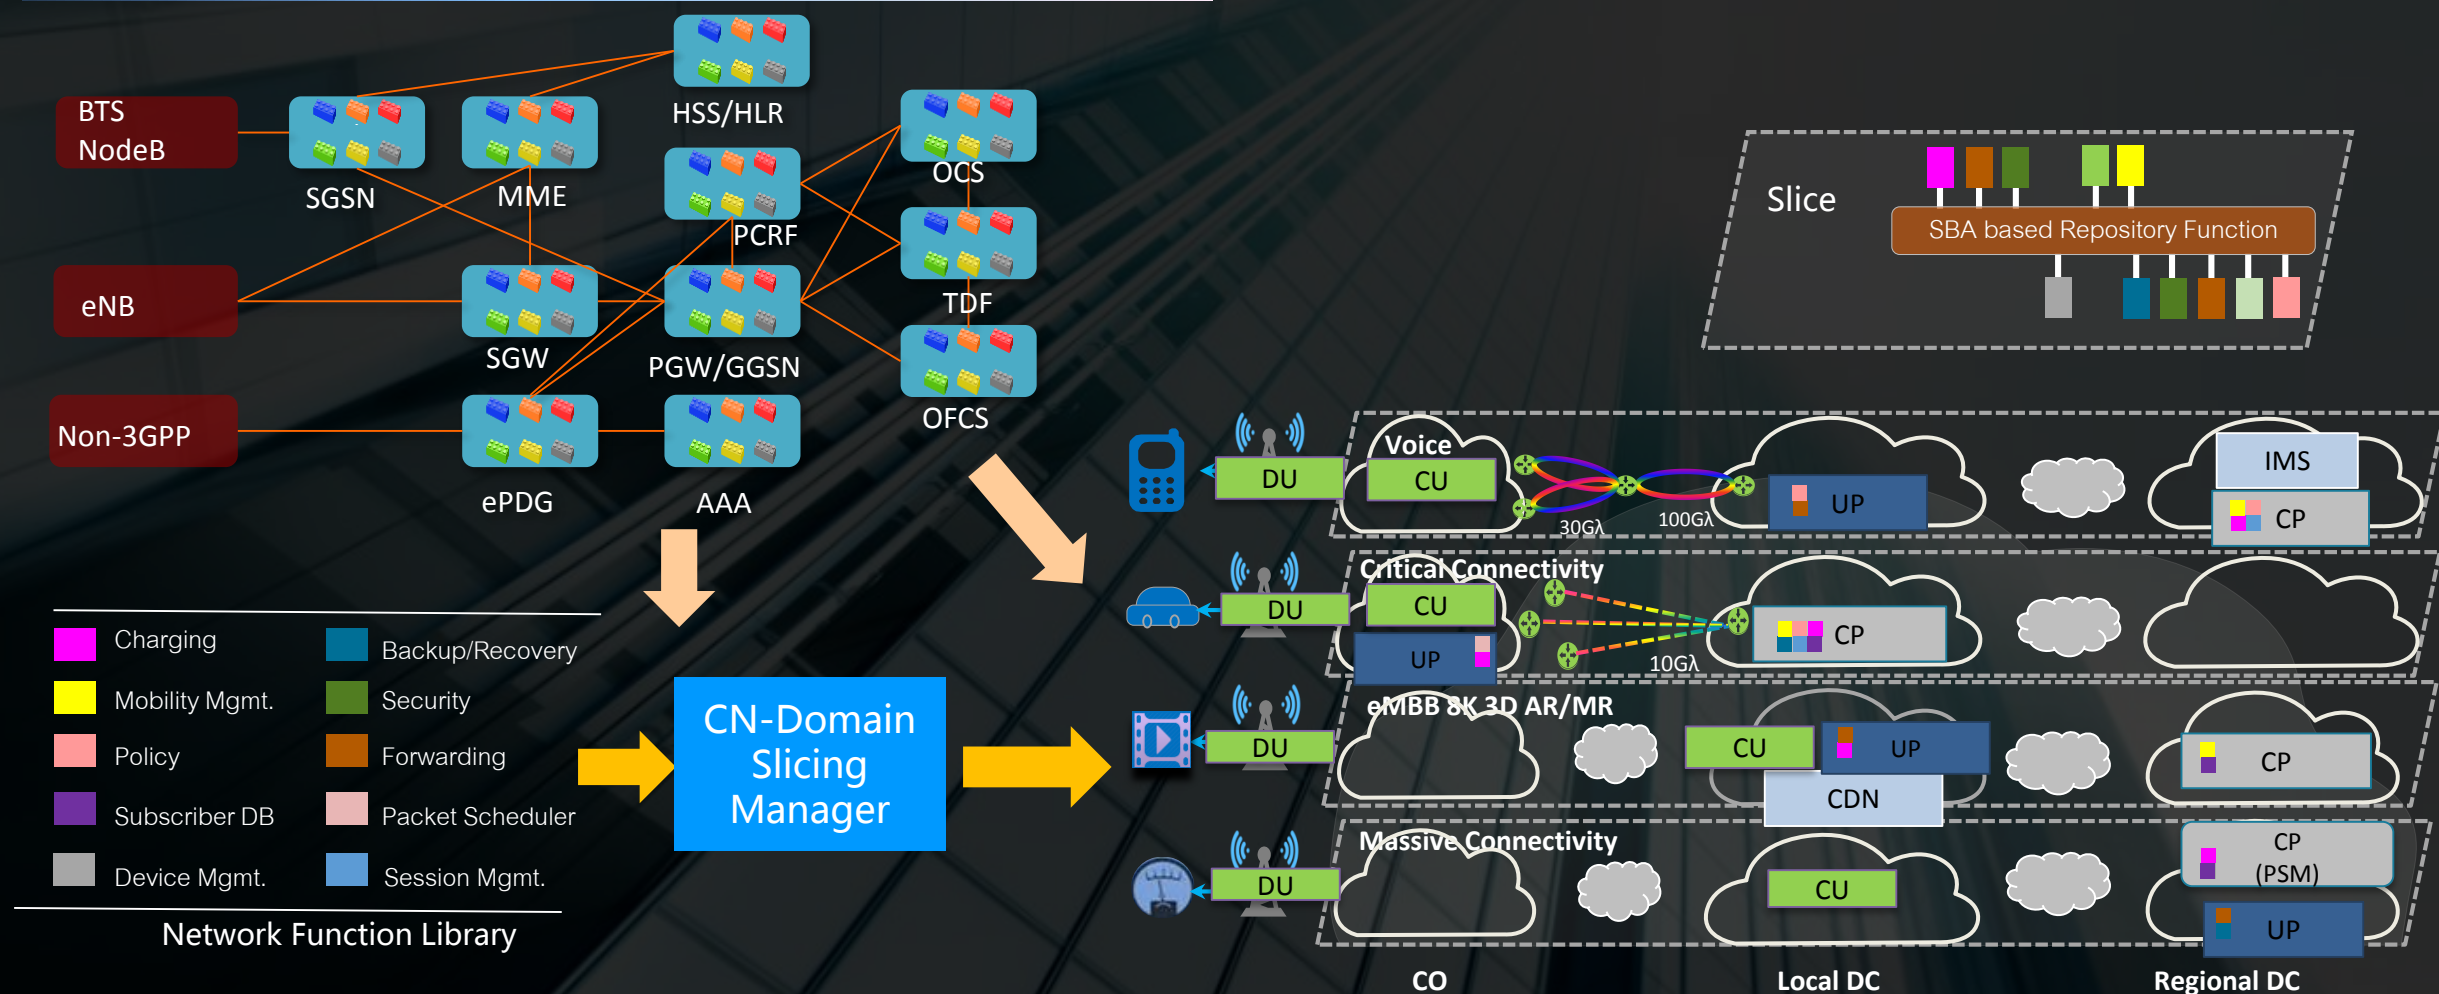 HSS/HLR
BTS
NodeB
SGSN
MME
OCS
PCRF
Slice
SBA based Repository Function
eNB
SGW
PGW/GGSN
TDF
OFCS
Non-3GPP
ePDG
AAA
Charging
Mobility Mgmt.
Policy
Subscriber DB
Device Mgmt.
Backup/Recovery
Security
Forwarding
Packet Scheduler
Session Mgmt.
Network Function Library
CN-Domain
Slicing
Manager
Voice
DU
CU
30Gλ
100Gλ
UP
IMS
CP
Critical Connectivity
DU
CU
UP
10Gλ
CP
eMBB 8K 3D AR/MR
DU
CU
UP
CDN
CP
Massive Connectivity
DU
CU
CP
(PSM)
UP
CO
Local DC
Regional DC